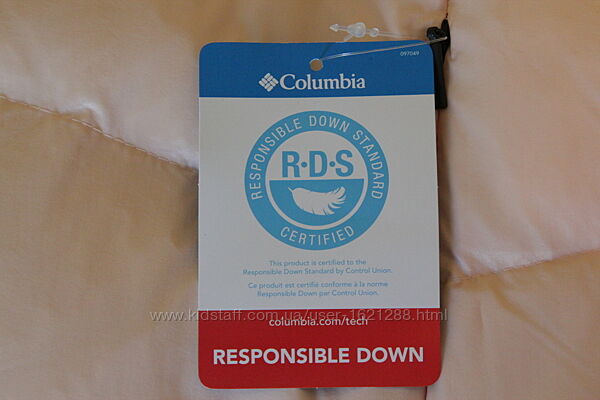 097049
Columbia
RESPONSIBLE DOWN STANDARD
R·D·S
CERTIFIED
This product is certified to the
Responsible Down Standard by Control Union.
Ce produit est certifié conforme à la norme
Responsible Down par Control Union.
www.kidstaff.com.ua/user-1621288.html
columbia.com/tech
RESPONSIBLE DOWN